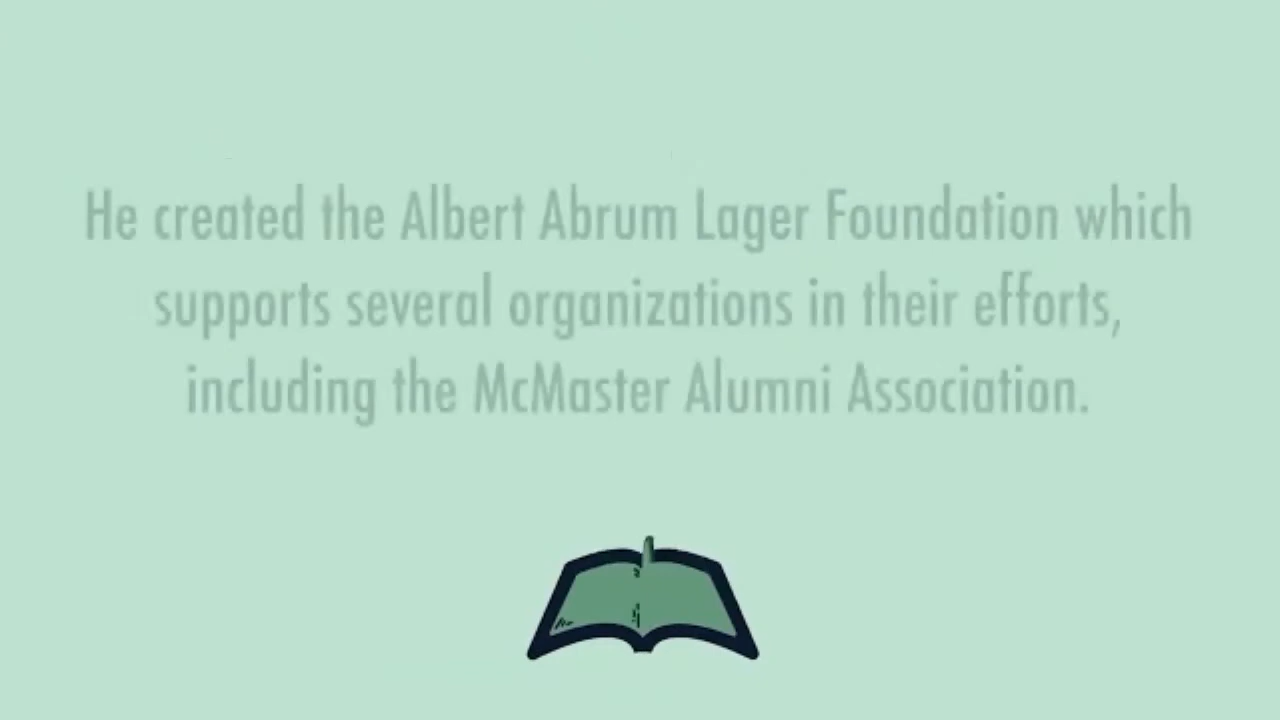 He created the Albert Abrum Lager Foundation which
supports several organizations in their efforts,
including the McMaster Alumni Association.